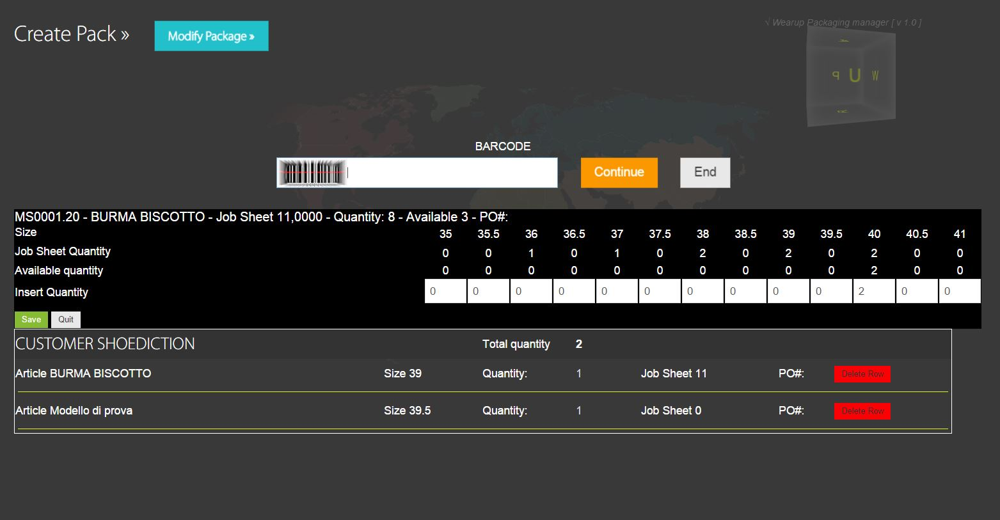 √ Wearup Packaging manager [ v 1.0 ]
Create Pack »
Modify Package »
P U W
BARCODE
Continue
End
MS0001.20 - BURMA BISCOTTO - Job Sheet 11,0000 - Quantity: 8 - Available 3 - PO#:
Size 35 35.5 36 36.5 37 37.5 38 38.5 39 39.5 40 40.5 41
Job Sheet Quantity 0 0 1 0 1 0 2 0 2 0 2 0 0
Available quantity 0 0 0 0 0 0 0 0 0 0 2 0 0
Insert Quantity 0 0 0 0 0 0 0 0 0 0 2 0 0
Save Quit
CUSTOMER SHOEDICTION Total quantity 2
Article BURMA BISCOTTO Size 39 Quantity: 1 Job Sheet 11 PO#: Delete Row
Article Modello di prova Size 39.5 Quantity: 1 Job Sheet 0 PO#: Delete Row